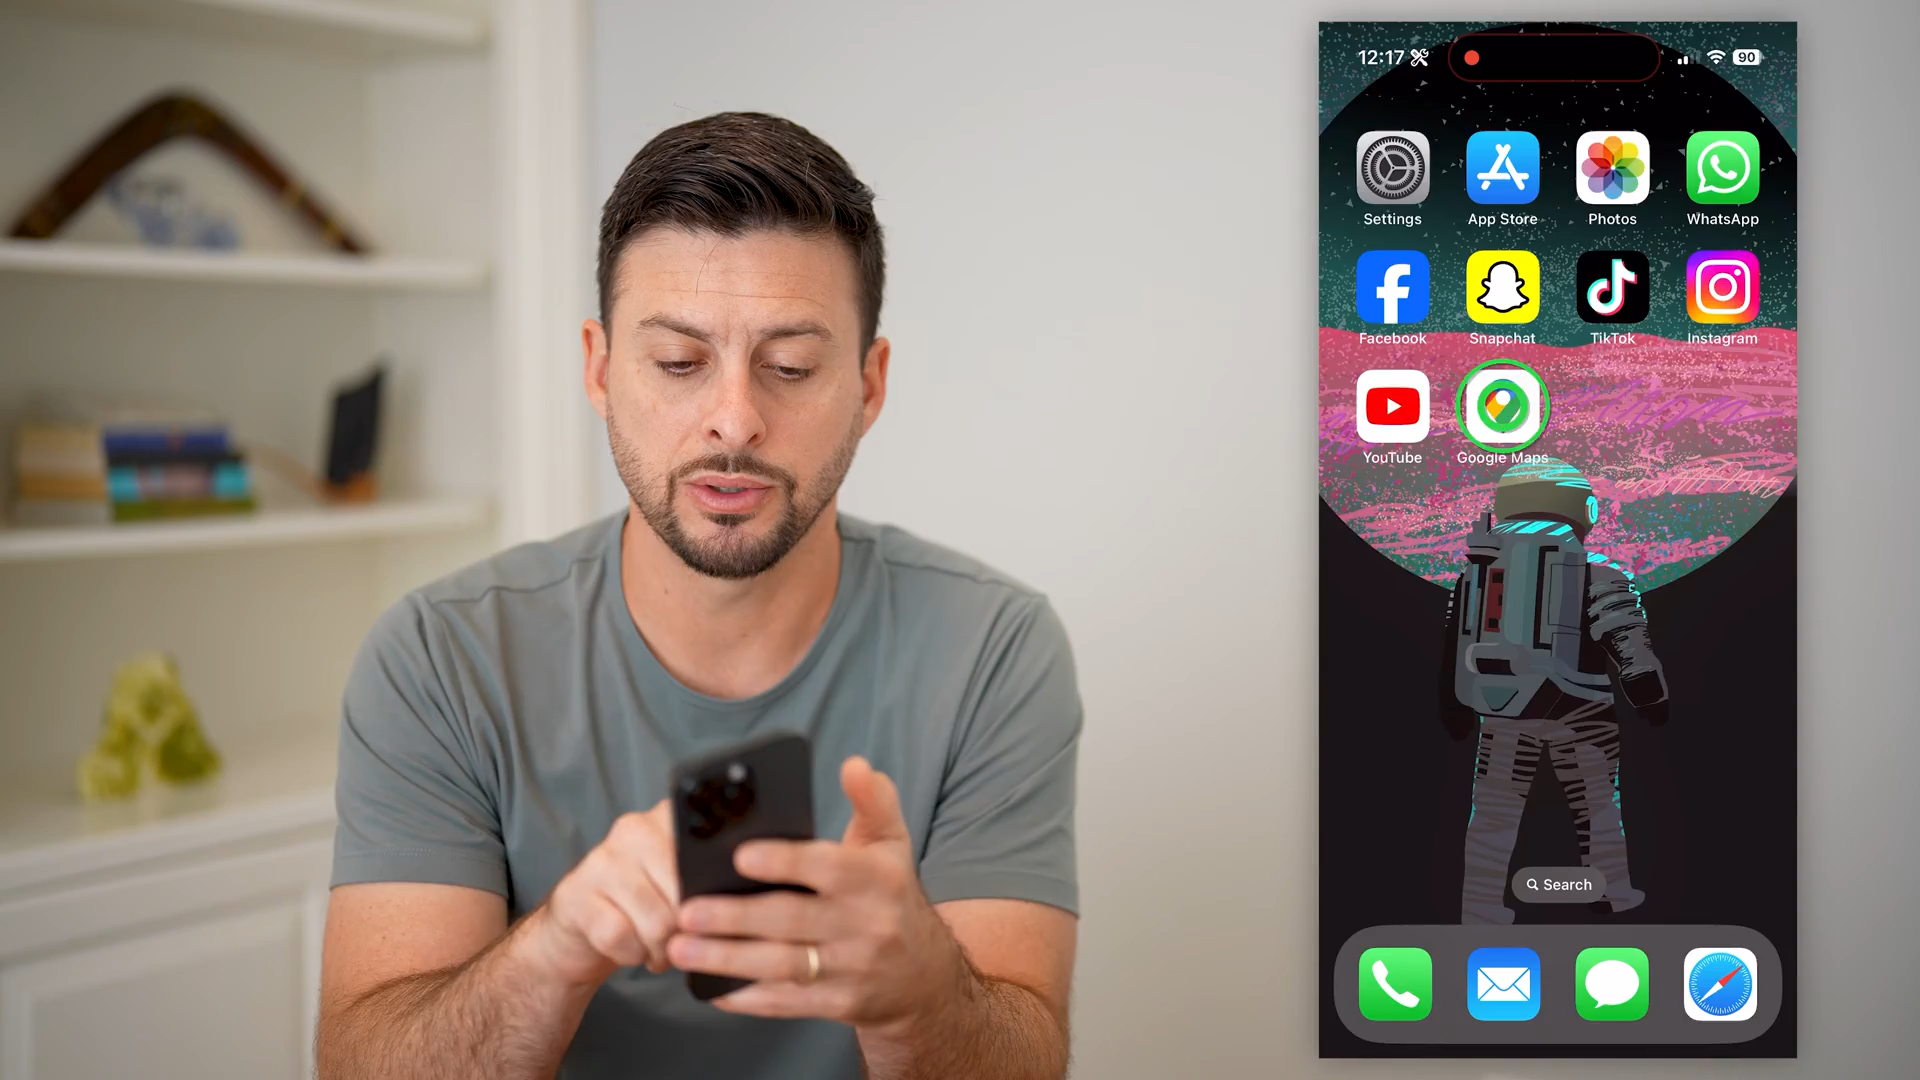 12:17
90
Settings
App Store
Photos
WhatsApp
Facebook
Snapchat
TikTok
Instagram
YouTube
Google Maps
Search